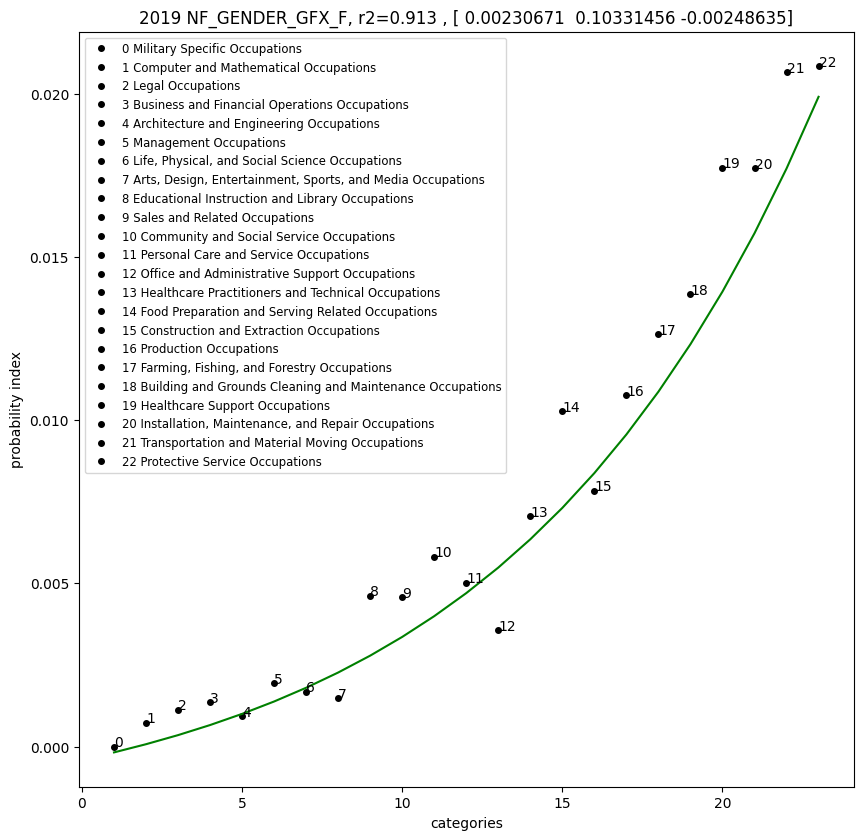 2019 NF_GENDER_GFX_F, r2=0.913 , [ 0.00230671 0.10331456 -0.00248635]
0 Military Specific Occupations
1 Computer and Mathematical Occupations
2 Legal Occupations
3 Business and Financial Operations Occupations
4 Architecture and Engineering Occupations
5 Management Occupations
6 Life, Physical, and Social Science Occupations
7 Arts, Design, Entertainment, Sports, and Media Occupations
8 Educational Instruction and Library Occupations
9 Sales and Related Occupations
10 Community and Social Service Occupations
11 Personal Care and Service Occupations
12 Office and Administrative Support Occupations
13 Healthcare Practitioners and Technical Occupations
14 Food Preparation and Serving Related Occupations
15 Construction and Extraction Occupations
16 Production Occupations
17 Farming, Fishing, and Forestry Occupations
18 Building and Grounds Cleaning and Maintenance Occupations
19 Healthcare Support Occupations
20 Installation, Maintenance, and Repair Occupations
21 Transportation and Material Moving Occupations
22 Protective Service Occupations
probability index
0.020
0.015
0.010
0.005
0.000
0
1
2
3
4
5
6
7
8
9
10
11
12
13
14
15
16
17
18
19
20
21
22
0
5
10
15
20
categories